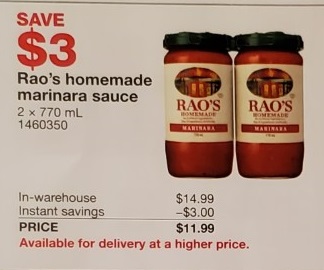 SAVE
$3
Rao's homemade
marinara sauce
2 × 770 mL
1460350
RAO'S
HOMEMADE
MARINARA
RAO'S
HOMEMADE
MARINARA
In-warehouse $14.99
Instant savings –$3.00
PRICE $11.99
Available for delivery at a higher price.